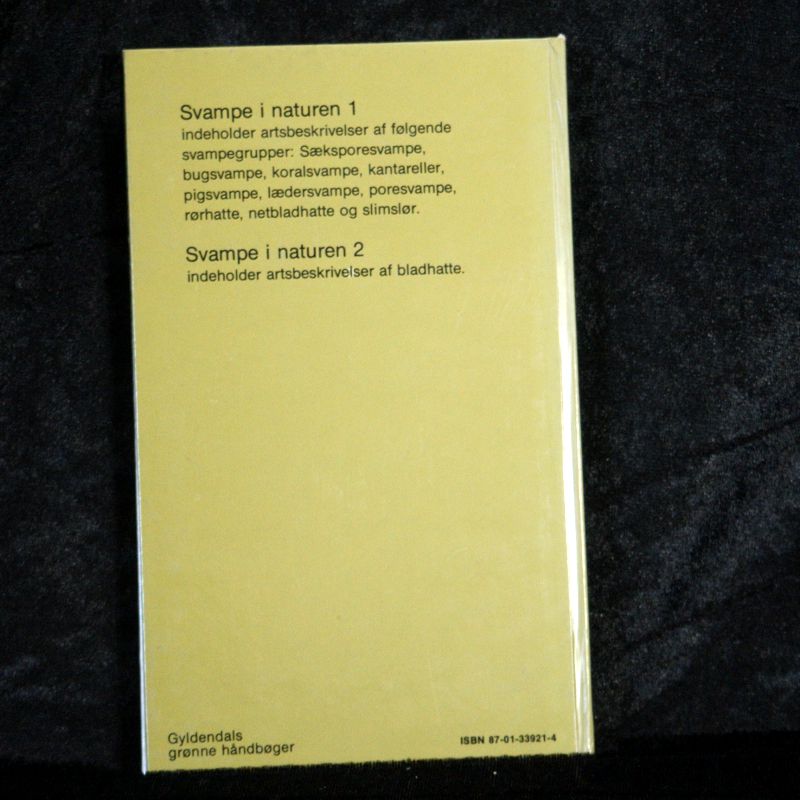 Svampe i naturen 1
indeholder artsbeskrivelser af følgende
svampegrupper: Sæksporesvampe,
bugsvampe, koralsvampe, kantareller,
pigsvampe, lædersvampe, poresvampe,
rørhatte, netbladhatte og slimslør.
Svampe i naturen 2
indeholder artsbeskrivelser af bladhatte.
Gyldendals
grønne håndbøger
ISBN 87-01-33921-4